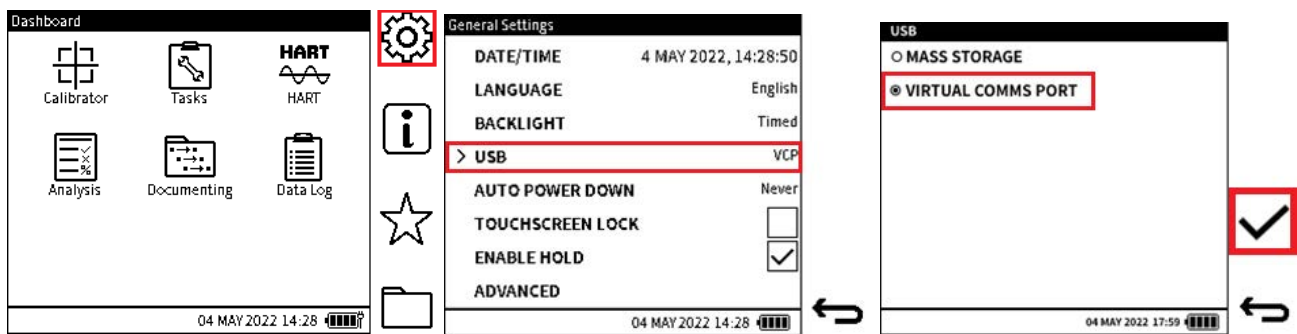 Dashboard
Calibrator
Tasks
HART
HART
Analysis
Documenting
Data Log
04 MAY 2022 14:28
i
General Settings
DATE/TIME 4 MAY 2022, 14:28:50
LANGUAGE English
BACKLIGHT Timed
> USB VCP
AUTO POWER DOWN Never
TOUCHSCREEN LOCK
ENABLE HOLD
ADVANCED
04 MAY 2022 14:28
USB
MASS STORAGE
VIRTUAL COMMS PORT
04 MAY 2022 17:59